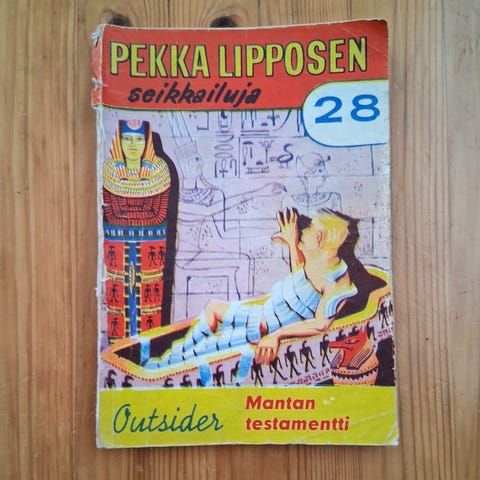 PEKKA LIPPOSEN
seikkailuja
28
Outsider
Mantan
testamentti